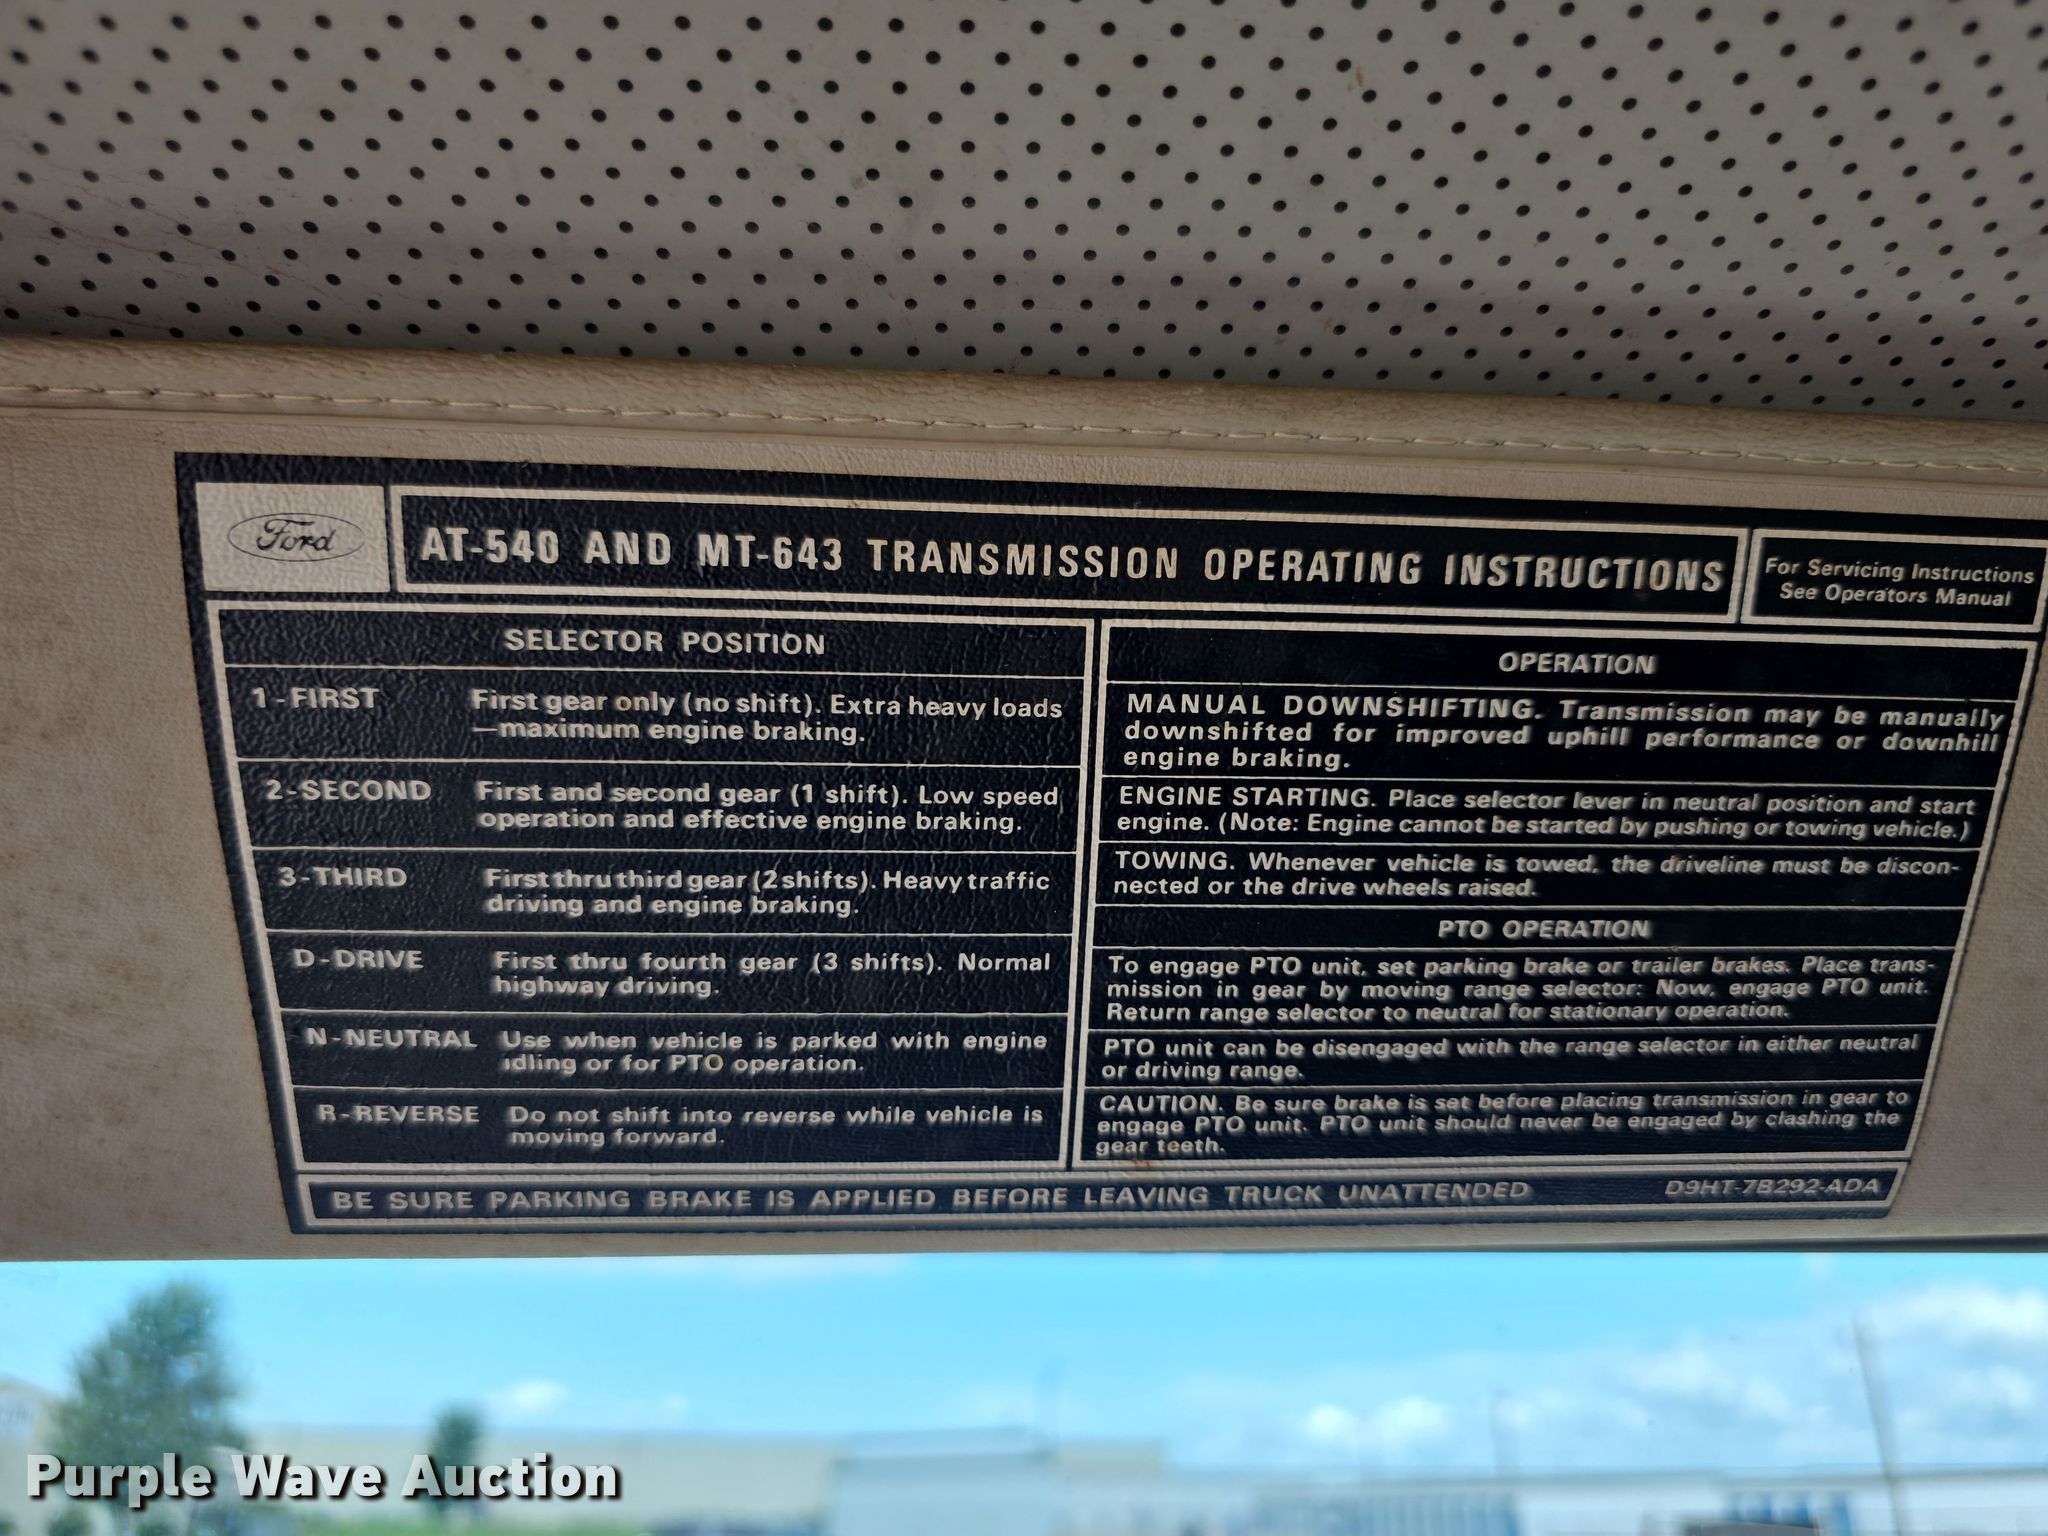 Ford
AT-540 AND MT-643 TRANSMISSION OPERATING INSTRUCTIONS
For Servicing Instructions
See Operators Manual
SELECTOR POSITION
1-FIRST First gear only (no shift). Extra heavy loads
—maximum engine braking.
2-SECOND First and second gear (1 shift). Low speed
operation and effective engine braking.
3-THIRD First thru third gear (2 shifts). Heavy traffic
driving and engine braking.
D-DRIVE First thru fourth gear (3 shifts). Normal
highway driving.
N-NEUTRAL Use when vehicle is parked with engine
idling or for PTO operation.
R-REVERSE Do not shift into reverse while vehicle is
moving forward.
OPERATION
MANUAL DOWNSHIFTING. Transmission may be manually
downshifted for improved uphill performance or downhill
engine braking.
ENGINE STARTING. Place selector lever in neutral position and start
engine. (Note: Engine cannot be started by pushing or towing vehicle.)
TOWING. Whenever vehicle is towed, the driveline must be discon-
nected or the drive wheels raised.
PTO OPERATION
To engage PTO unit, set parking brake or trailer brakes. Place trans-
mission in gear by moving range selector: Now, engage PTO unit.
Return range selector to neutral for stationary operation.
PTO unit can be disengaged with the range selector in either neutral
or driving range.
CAUTION. Be sure brake is set before placing transmission in gear to
engage PTO unit. PTO unit should never be engaged by clashing the
gear teeth.
BE SURE PARKING BRAKE IS APPLIED BEFORE LEAVING TRUCK UNATTENDED D9HT-7B292-ADA
Purple Wave Auction